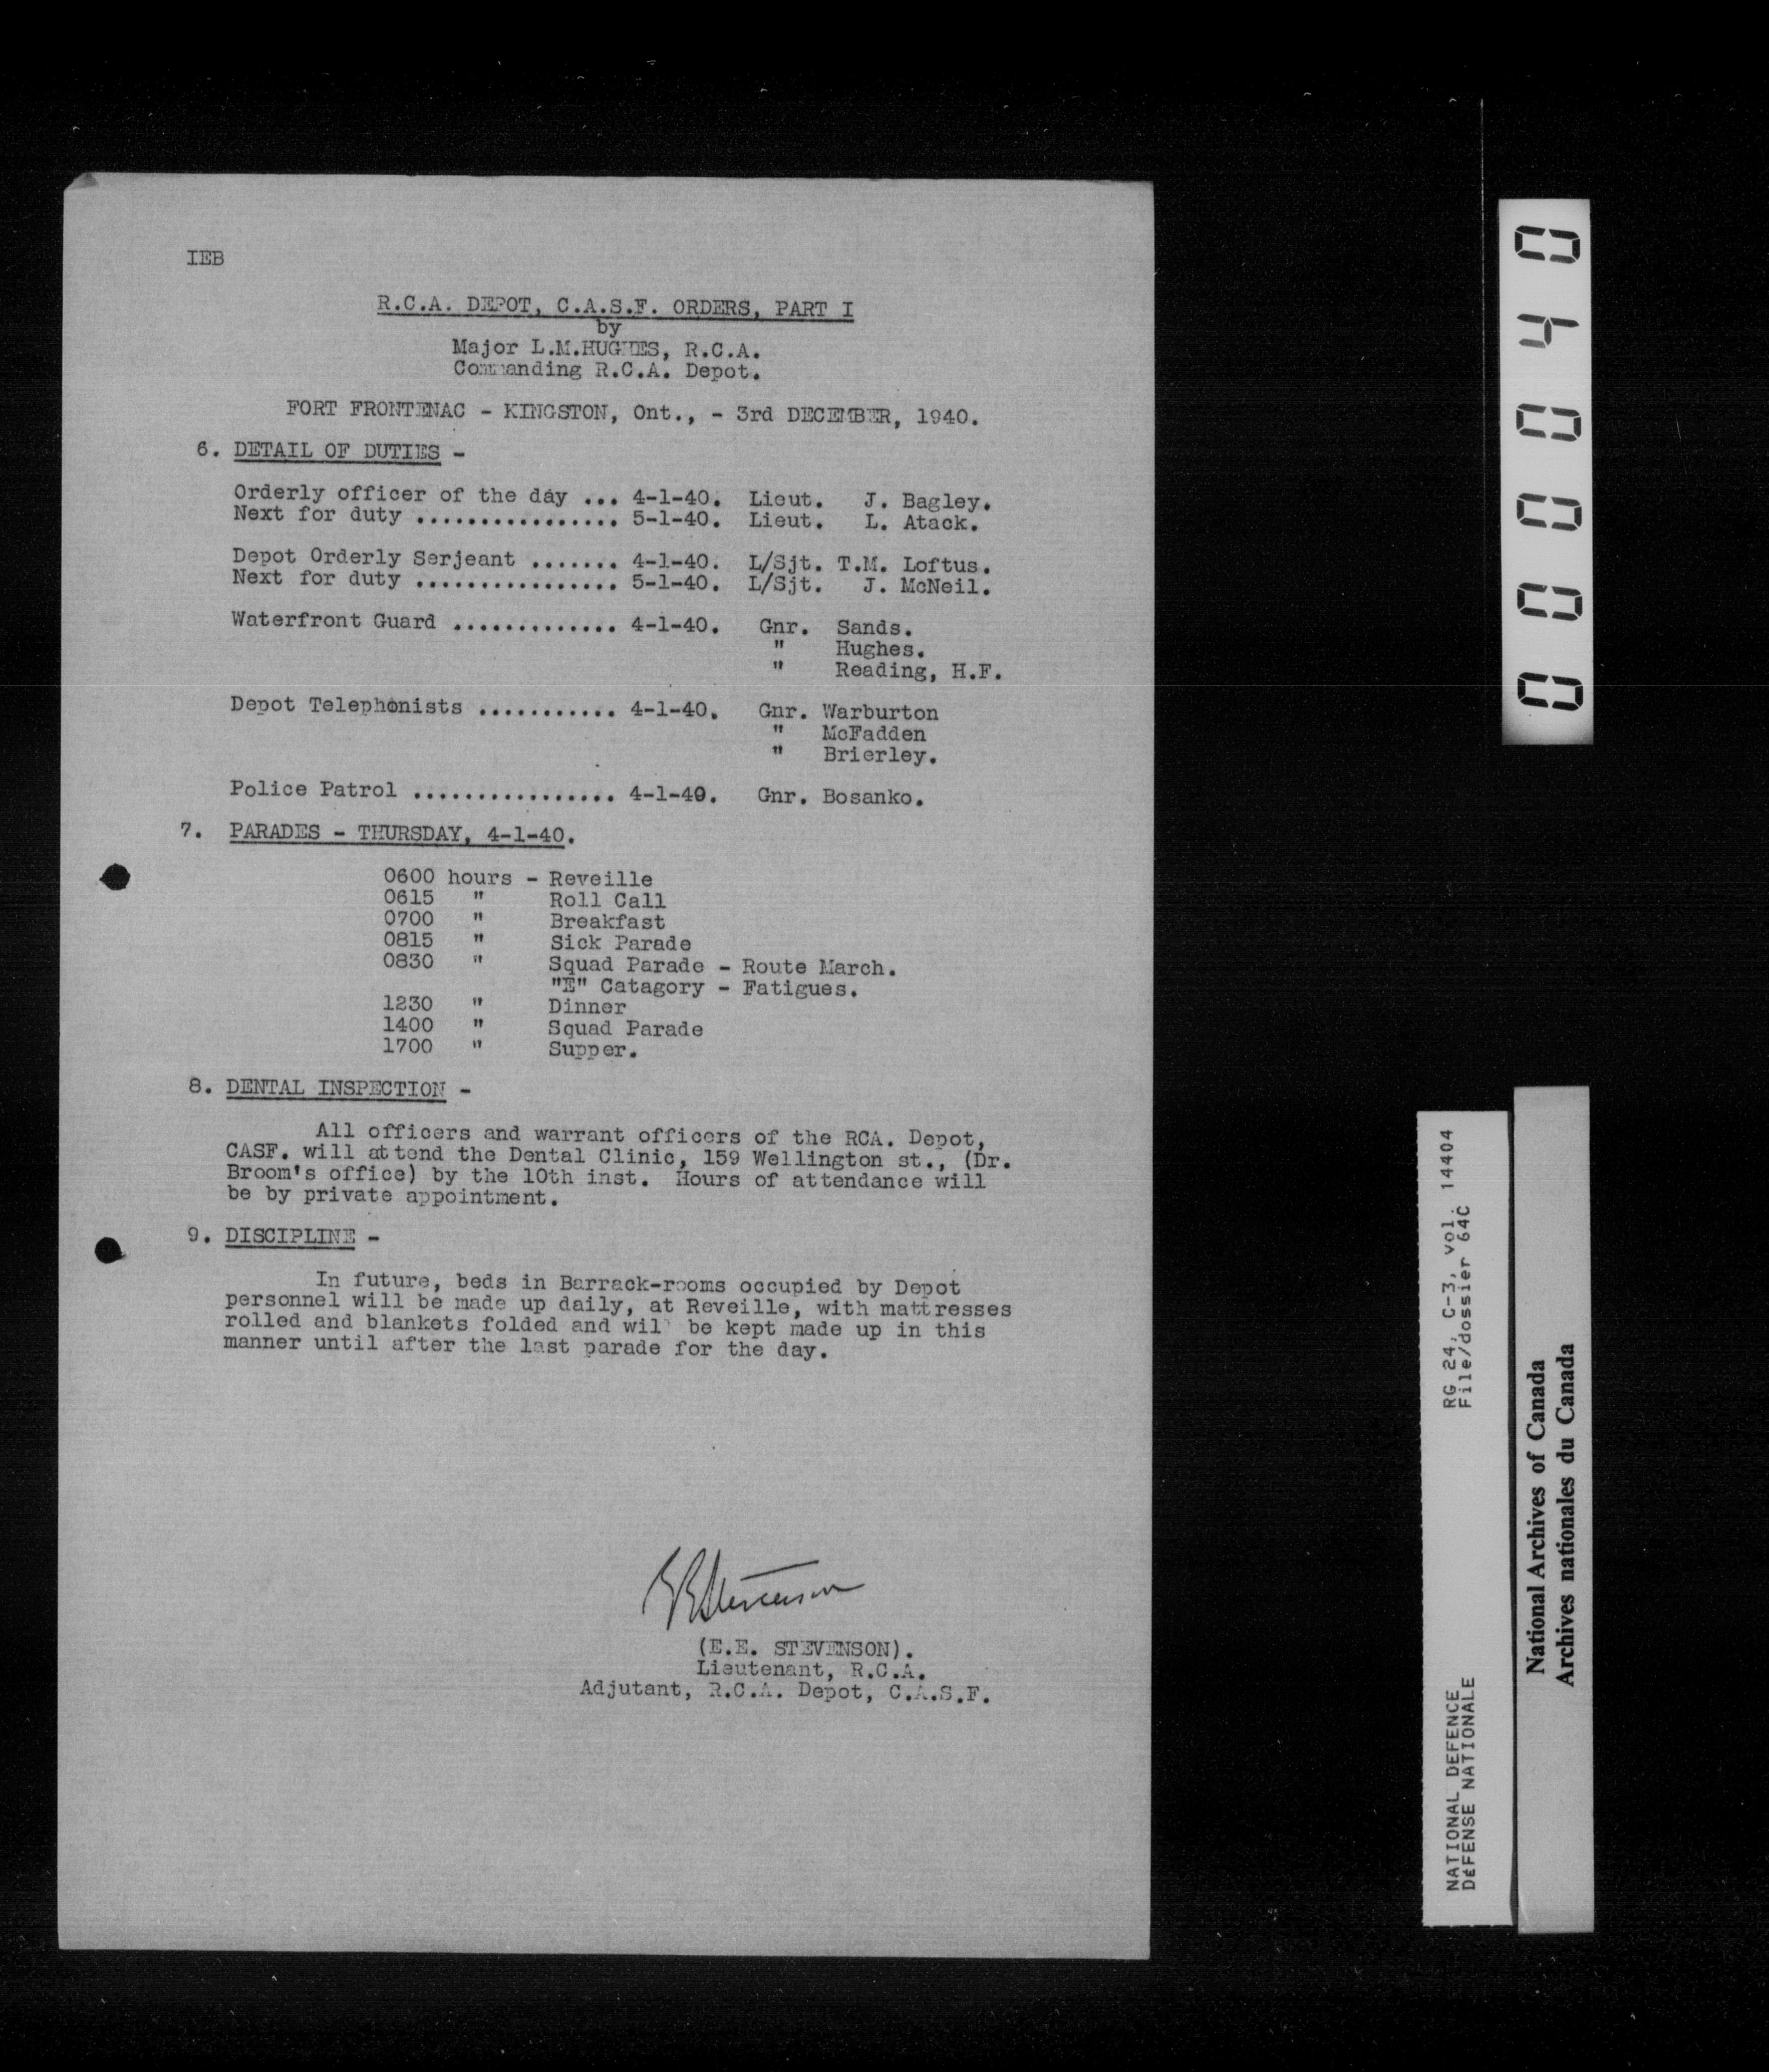 IEB
R.C.A. DEPOT, C.A.S.F. ORDERS, PART I
by
Major L.M.HUGHES, R.C.A.
Commanding R.C.A. Depot.
FORT FRONTENAC - KINGSTON, Ont., - 3rd DECEMBER, 1940.
6. DETAIL OF DUTIES -
Orderly officer of the day ... 4-1-40. Lieut. J. Bagley.
Next for duty ................ 5-1-40. Lieut. L. Atack.
Depot Orderly Serjeant ....... 4-1-40. L/Sjt. T.M. Loftus.
Next for duty ................ 5-1-40. L/Sjt. J. McNeil.
Waterfront Guard ............. 4-1-40. Gnr. Sands.
" Hughes.
" Reading, H.F.
Depot Telephonists ........... 4-1-40. Gnr. Warburton
" McFadden
" Brierley.
Police Patrol ................ 4-1-40. Gnr. Bosanko.
7. PARADES - THURSDAY, 4-1-40.
0600 hours - Reveille
0615 " Roll Call
0700 " Breakfast
0815 " Sick Parade
0830 " Squad Parade - Route March.
"E" Catagory - Fatigues.
1230 " Dinner
1400 " Squad Parade
1700 " Supper.
8. DENTAL INSPECTION -
All officers and warrant officers of the RCA. Depot,
CASF. will attend the Dental Clinic, 159 Wellington st., (Dr.
Broom's office) by the 10th inst. Hours of attendance will
be by private appointment.
9. DISCIPLINE -
In future, beds in Barrack-rooms occupied by Depot
personnel will be made up daily, at Reveille, with mattresses
rolled and blankets folded and wil be kept made up in this
manner until after the last parade for the day.
EEStevenson
(E.E. STEVENSON).
Lieutenant, R.C.A.
Adjutant, R.C.A. Depot, C.A.S.F.
000040
NATIONAL DEFENCE RG 24, C-3, vol. 14404
DÉFENSE NATIONALE File/dossier 64C
National Archives of Canada
Archives nationales du Canada